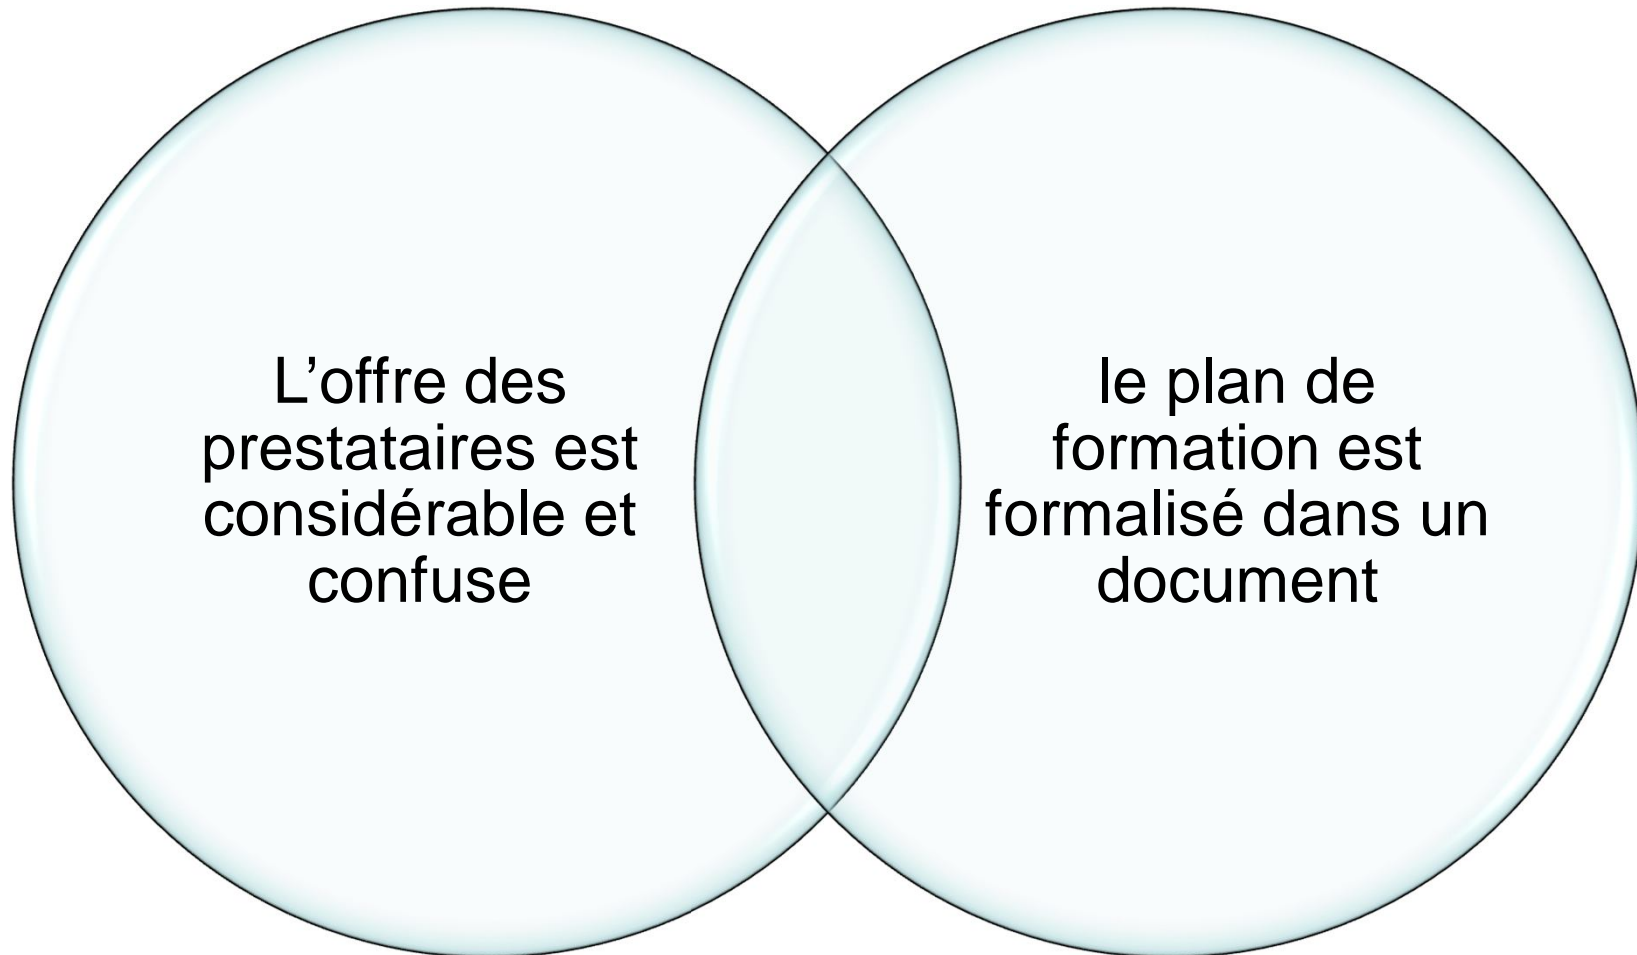 L’offre des
prestataires est
considérable et
confuse
le plan de
formation est
formalisé dans un
document